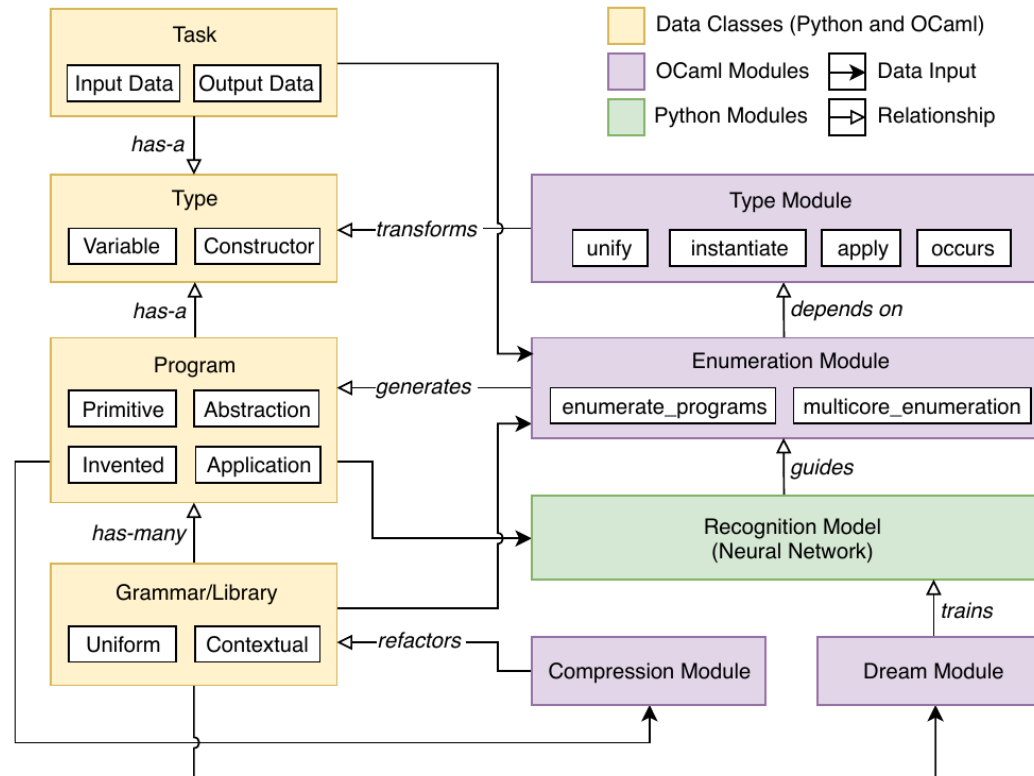 Task
Input Data
Output Data
has-a
Type
Variable
Constructor
has-a
Program
Primitive
Abstraction
Invented
Application
has-many
Grammar/Library
Uniform
Contextual
Data Classes (Python and OCaml)
OCaml Modules
Data Input
Python Modules
Relationship
transforms
Type Module
unify
instantiate
apply
occurs
depends on
generates
Enumeration Module
enumerate_programs
multicore_enumeration
guides
Recognition Model
(Neural Network)
trains
refactors
Compression Module
Dream Module